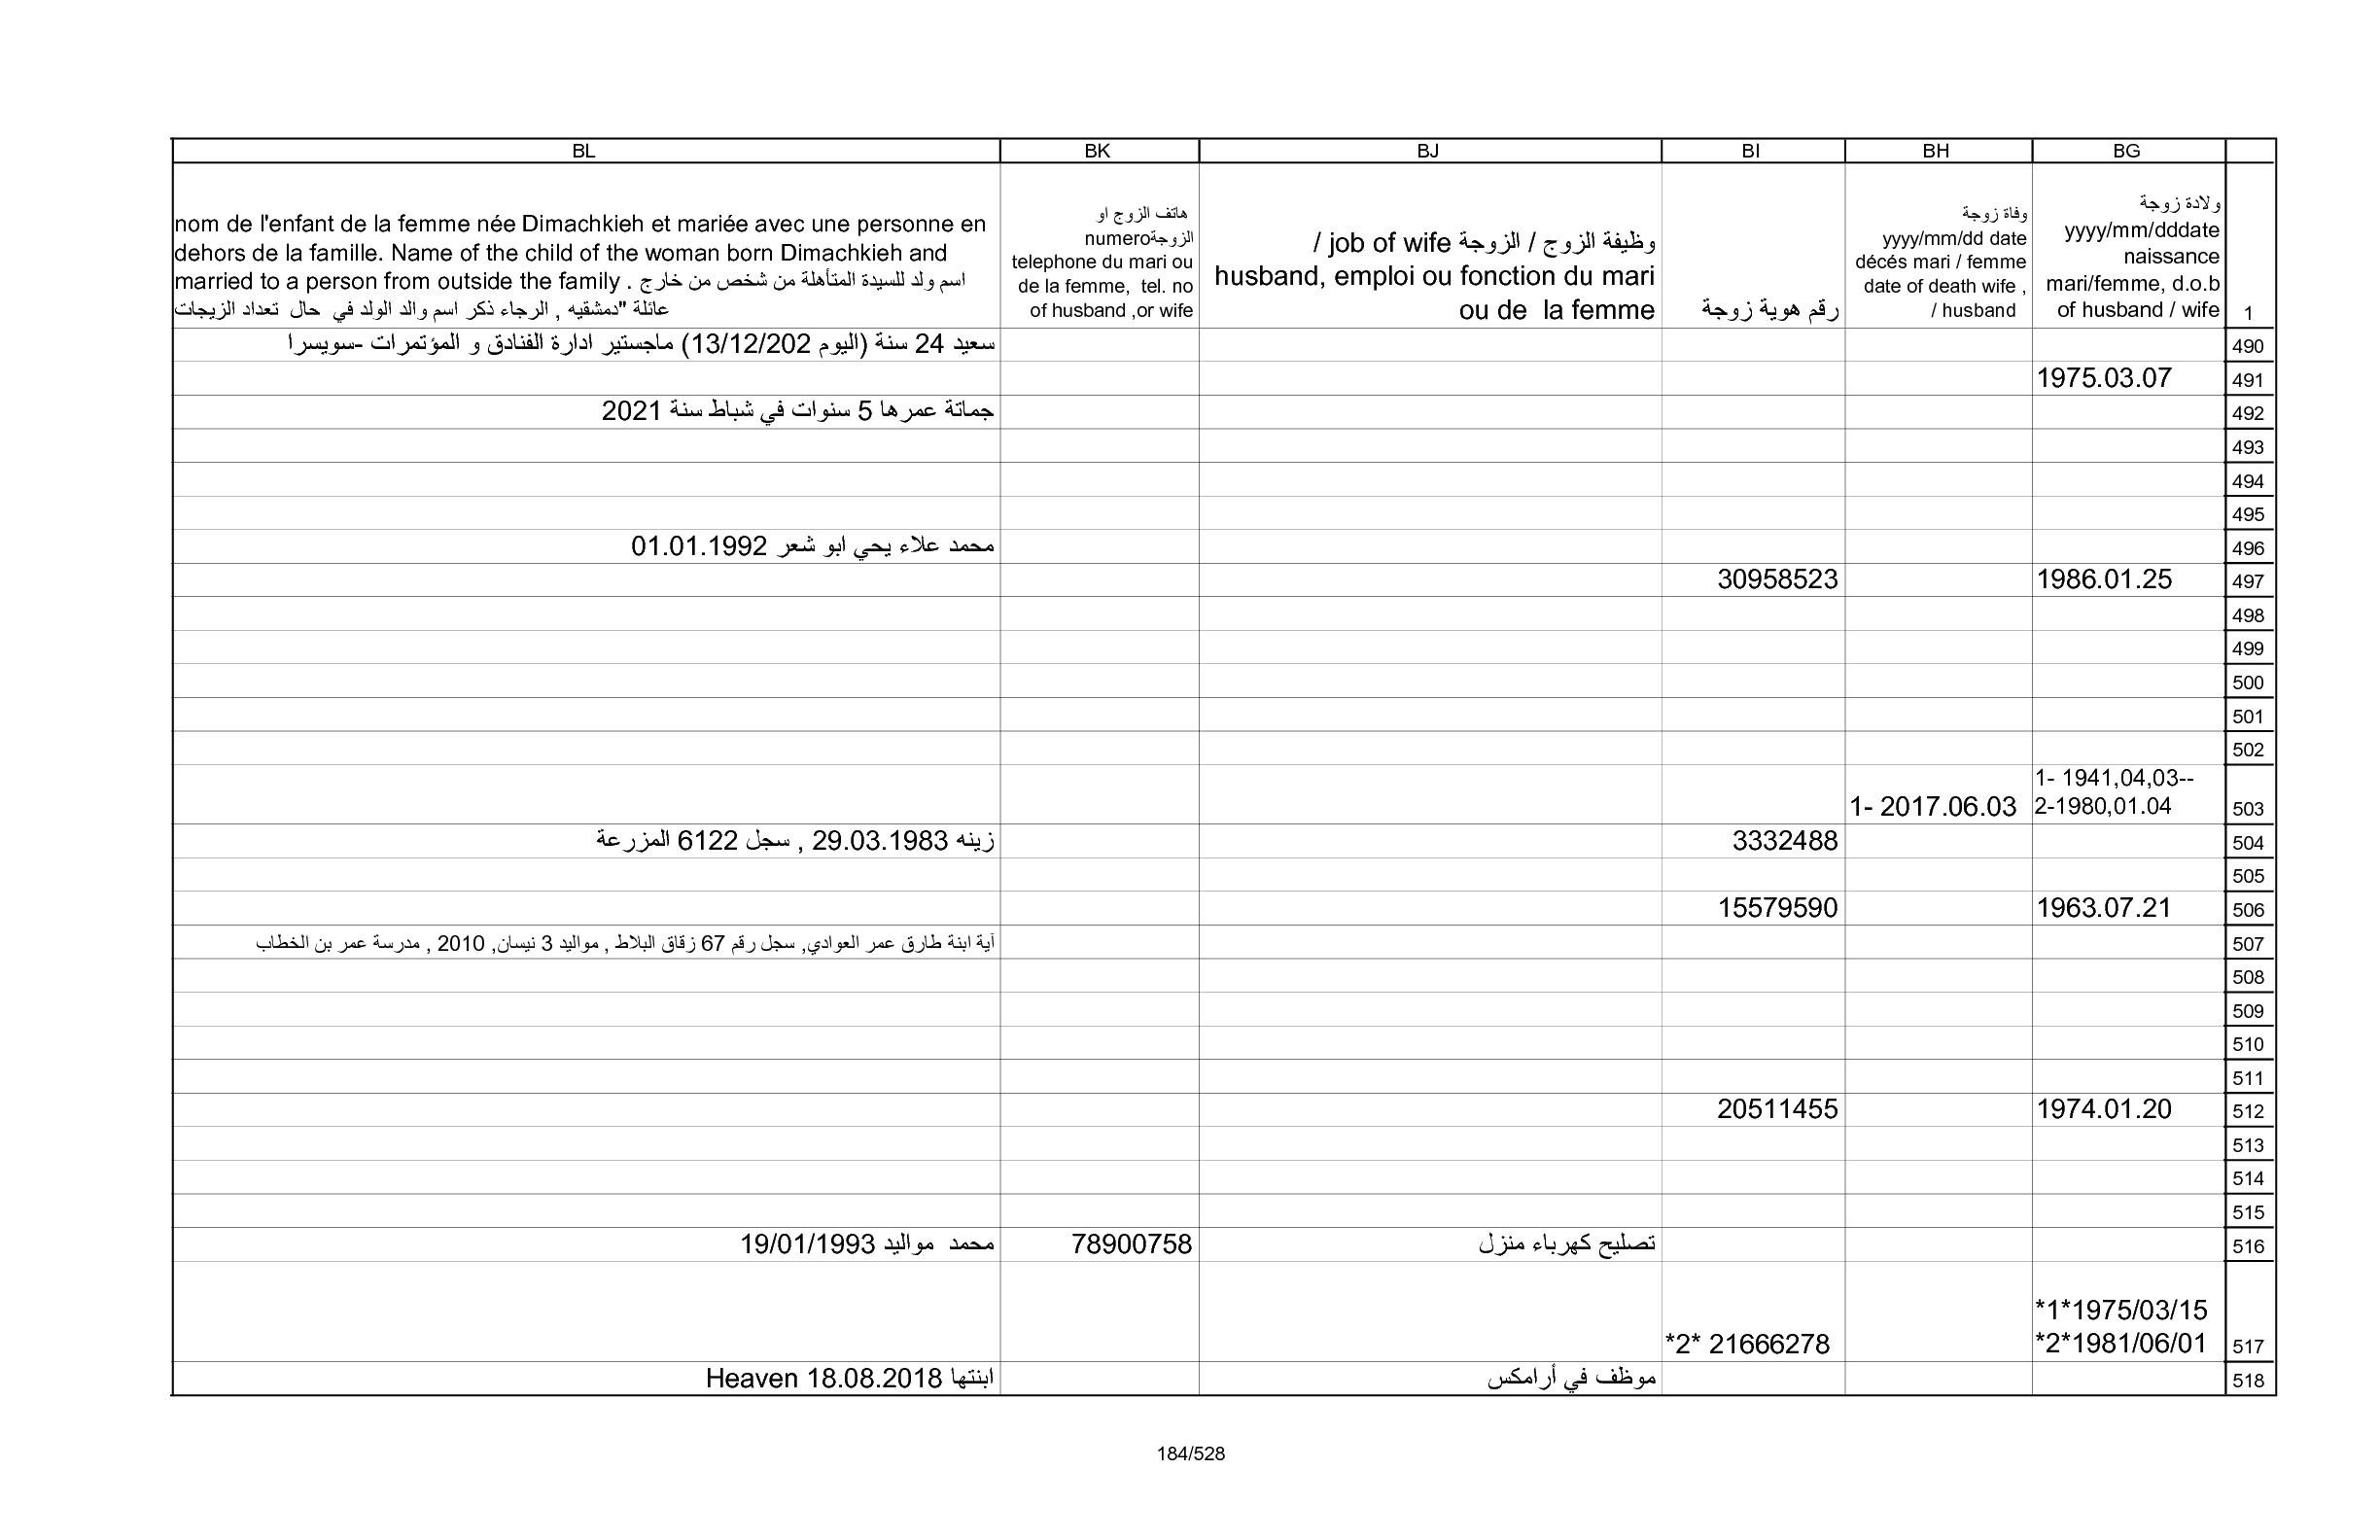 BL BK BJ BI BH BG
nom de l'enfant de la femme née Dimachkieh et mariée avec une personne en
dehors de la famille. Name of the child of the woman born Dimachkieh and
married to a person from outside the family . اسم ولد للسيدة المتأهلة من شخص من خارج
عائلة "دمشقيه , الرجاء ذكر اسم والد الولد في حال تعداد الزيجات
هاتف الزوج او
الزوجةnumero
telephone du mari ou
de la femme, tel. no
of husband ,or wife
وظيفة الزوج / الزوجة job of wife /
husband, emploi ou fonction du mari
ou de la femme
رقم هوية زوجة
وفاة زوجة
yyyy/mm/dd date
décés mari / femme
date of death wife ,
/ husband
ولادة زوجة
yyyy/mm/dddate
naissance
mari/femme, d.o.b
of husband / wife
1
سعيد 24 سنة (اليوم 13/12/202) ماجستير ادارة الفنادق و المؤتمرات -سويسرا 490
1975.03.07 491
جماتة عمرها 5 سنوات في شباط سنة 2021 492
493
494
495
محمد علاء يحي ابو شعر 01.01.1992 496
30958523 1986.01.25 497
498
499
500
501
502
1- 1941,04,03--
1- 2017.06.03 2-1980,01.04 503
زينه 29.03.1983 , سجل 6122 المزرعة 3332488 504
505
15579590 1963.07.21 506
آية ابنة طارق عمر العوادي, سجل رقم 67 زقاق البلاط , مواليد 3 نيسان, 2010 , مدرسة عمر بن الخطاب 507
508
509
510
511
20511455 1974.01.20 512
513
514
515
محمد مواليد 19/01/1993 78900758 تصليح كهرباء منزل 516
*1*1975/03/15
*2* 21666278 *2*1981/06/01 517
ابنتها Heaven 18.08.2018 موظف في أرامكس 518
184/528